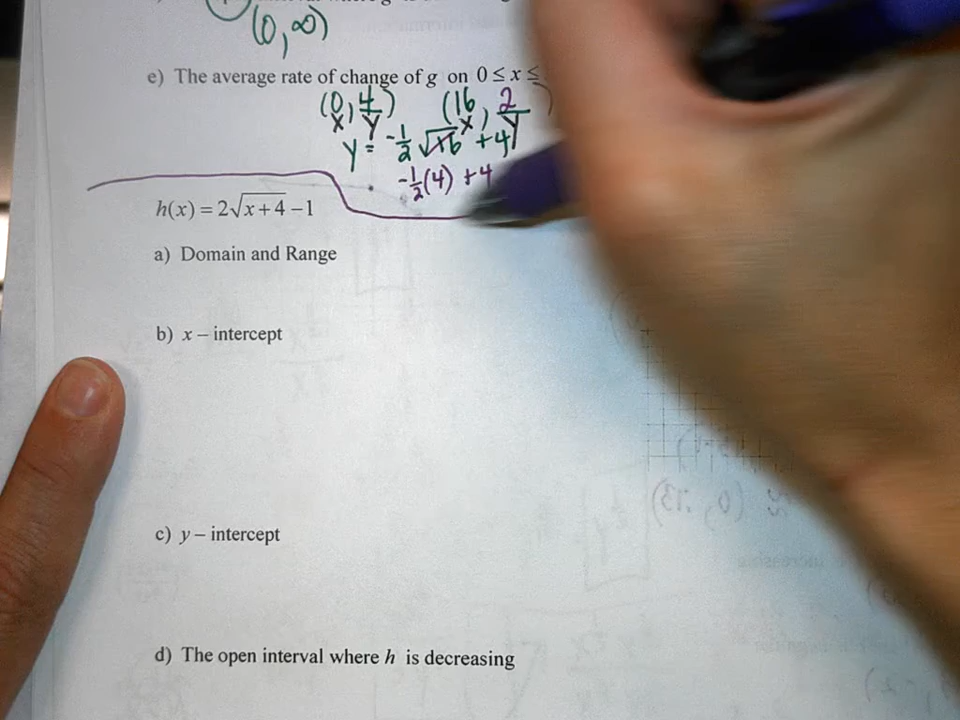 (0,∞)
e) The average rate of change of g on 0 ≤ x ≤
(0, 4) (16, 2)
x y x y
y = -1/2 √16 + 4
-1/2(4) + 4
h(x) = 2√x+4 − 1
a) Domain and Range
b) x – intercept
c) y – intercept
d) The open interval where h is decreasing